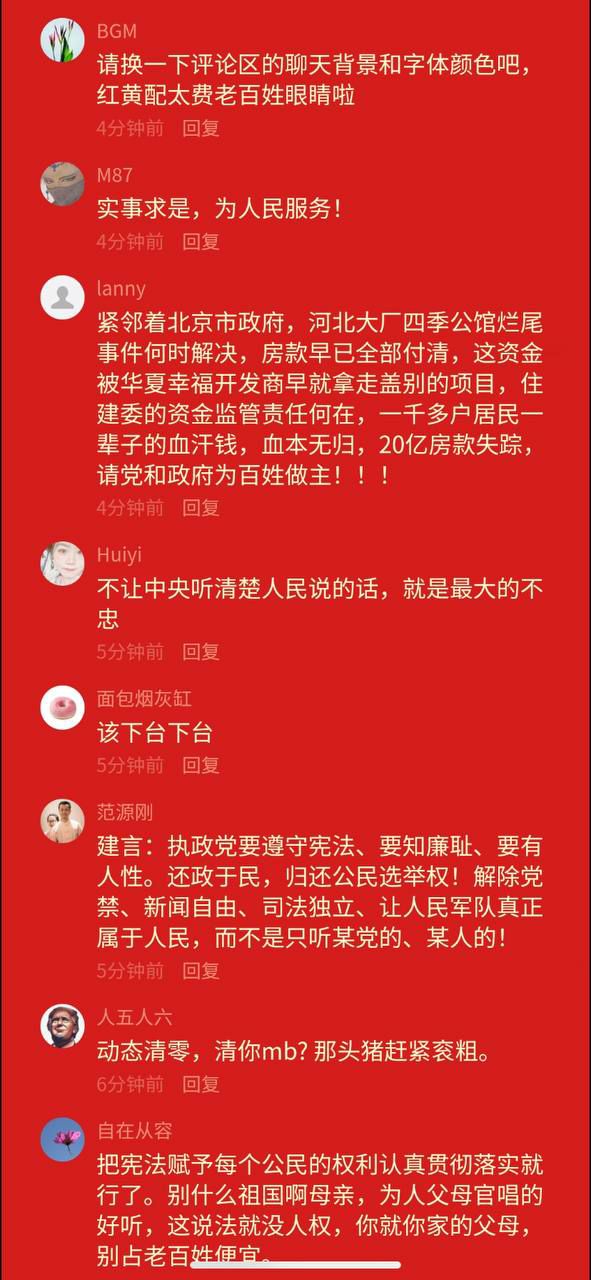 BGM
请换一下评论区的聊天背景和字体颜色吧，
红黄配太费老百姓眼睛啦
4分钟前 回复
M87
实事求是，为人民服务！
4分钟前 回复
lanny
紧邻着北京市政府，河北大厂四季公馆烂尾
事件何时解决，房款早已全部付清，这资金
被华夏幸福开发商早就拿走盖别的项目，住
建委的资金监管责任何在，一千多户居民一
辈子的血汗钱，血本无归，20亿房款失踪，
请党和政府为百姓做主！！！
4分钟前 回复
Huiyi
不让中央听清楚人民说的话，就是最大的不
忠
5分钟前 回复
面包烟灰缸
该下台下台
5分钟前 回复
范源刚
建言：执政党要遵守宪法、要知廉耻、要有
人性。还政于民，归还公民选举权！解除党
禁、新闻自由、司法独立、让人民军队真正
属于人民，而不是只听某党的、某人的！
5分钟前 回复
人五人六
动态清零，清你mb？那头猪赶紧衮粗。
6分钟前 回复
自在从容
把宪法赋予每个公民的权利认真贯彻落实就
行了。别什么祖国啊母亲，为人父母官唱的
好听，这说法就没人权，你就你家的父母，
别占老百姓便宜。